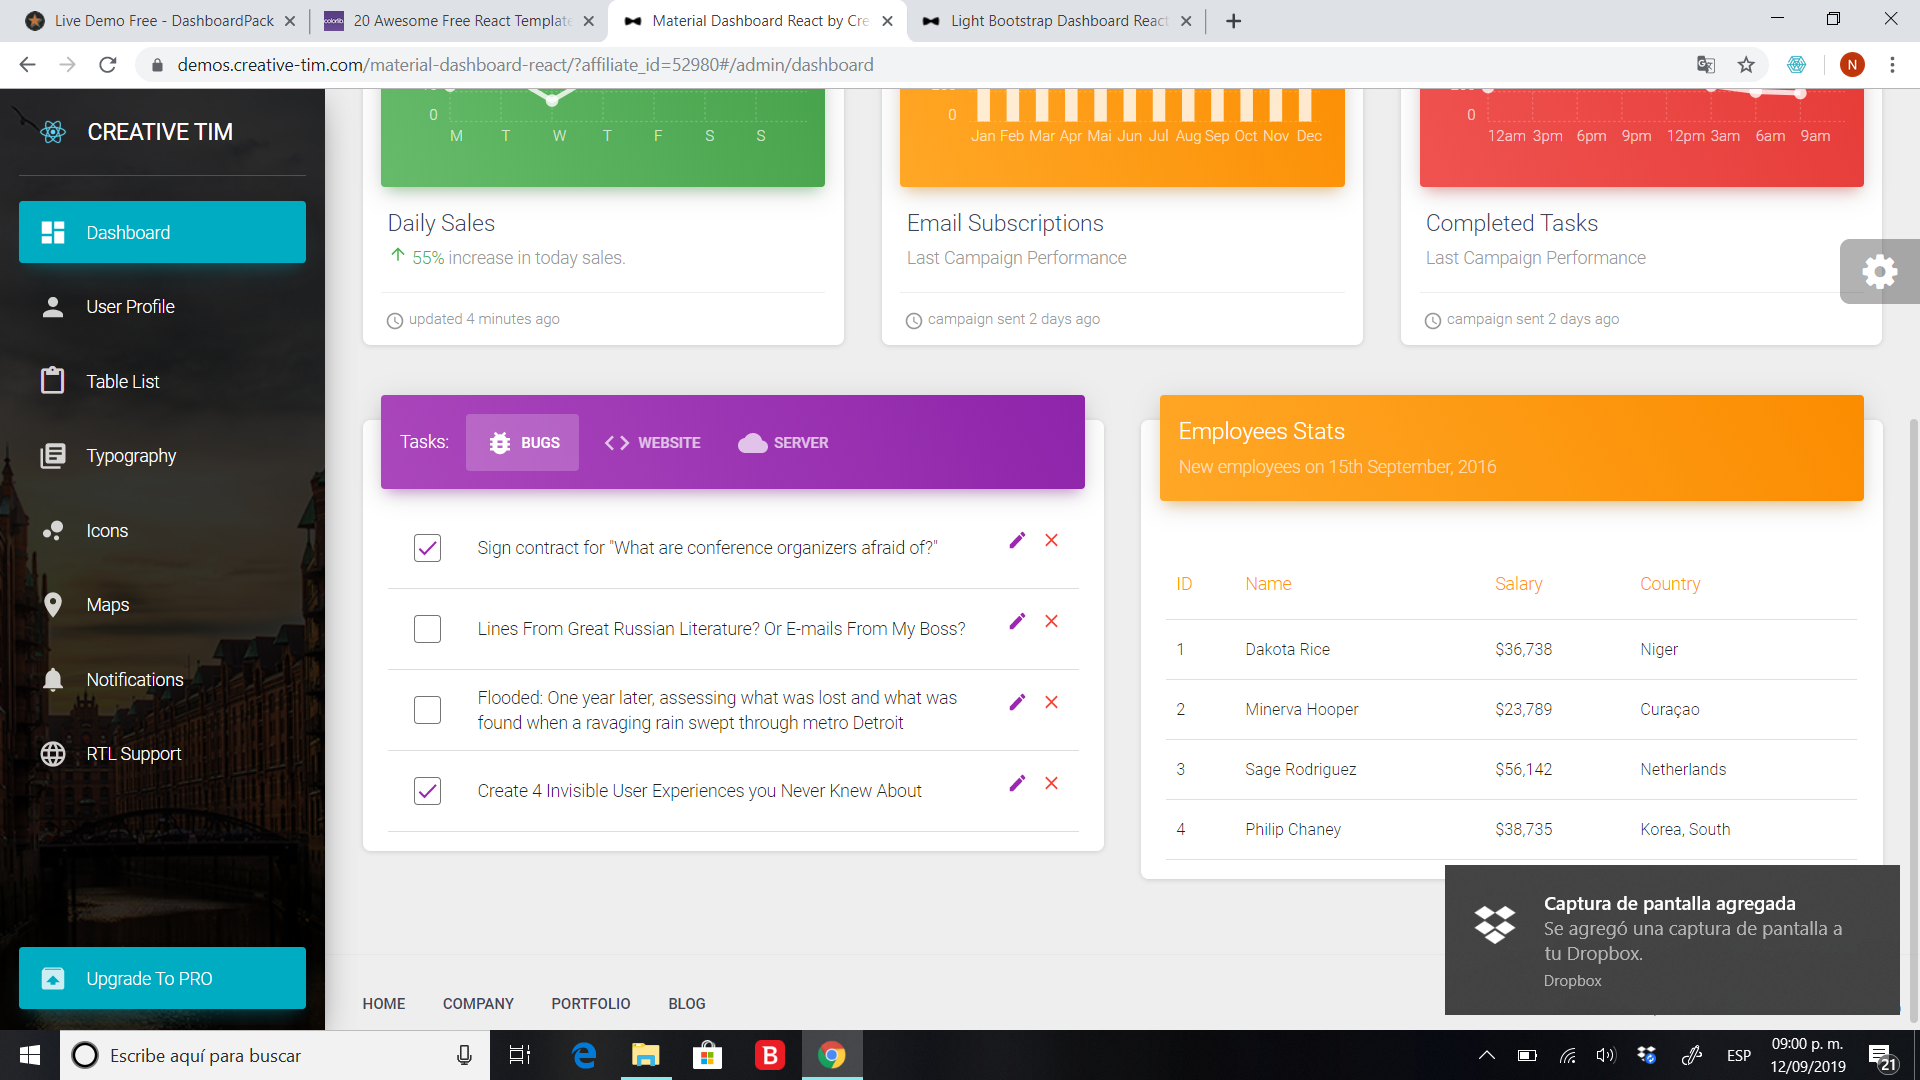 Live Demo Free - DashboardPack
20 Awesome Free React Template
Material Dashboard React by Cre
Light Bootstrap Dashboard React
demos.creative-tim.com/material-dashboard-react/?affiliate_id=52980#/admin/dashboard
N
CREATIVE TIM
Dashboard
User Profile
Table List
Typography
Icons
Maps
Notifications
RTL Support
Upgrade To PRO
0
M T W T F S S
Daily Sales
55% increase in today sales.
updated 4 minutes ago
0
Jan Feb Mar Apr Mai Jun Jul Aug Sep Oct Nov Dec
Email Subscriptions
Last Campaign Performance
campaign sent 2 days ago
0
12am 3pm 6pm 9pm 12pm 3am 6am 9am
Completed Tasks
Last Campaign Performance
campaign sent 2 days ago
Tasks: BUGS WEBSITE SERVER
Sign contract for "What are conference organizers afraid of?"
Lines From Great Russian Literature? Or E-mails From My Boss?
Flooded: One year later, assessing what was lost and what was
found when a ravaging rain swept through metro Detroit
Create 4 Invisible User Experiences you Never Knew About
Employees Stats
New employees on 15th September, 2016
ID Name Salary Country
1 Dakota Rice $36,738 Niger
2 Minerva Hooper $23,789 Curaçao
3 Sage Rodriguez $56,142 Netherlands
4 Philip Chaney $38,735 Korea, South
Captura de pantalla agregada
Se agregó una captura de pantalla a
tu Dropbox.
Dropbox
HOME COMPANY PORTFOLIO BLOG
Escribe aquí para buscar
B
ESP
09:00 p. m.
12/09/2019
21